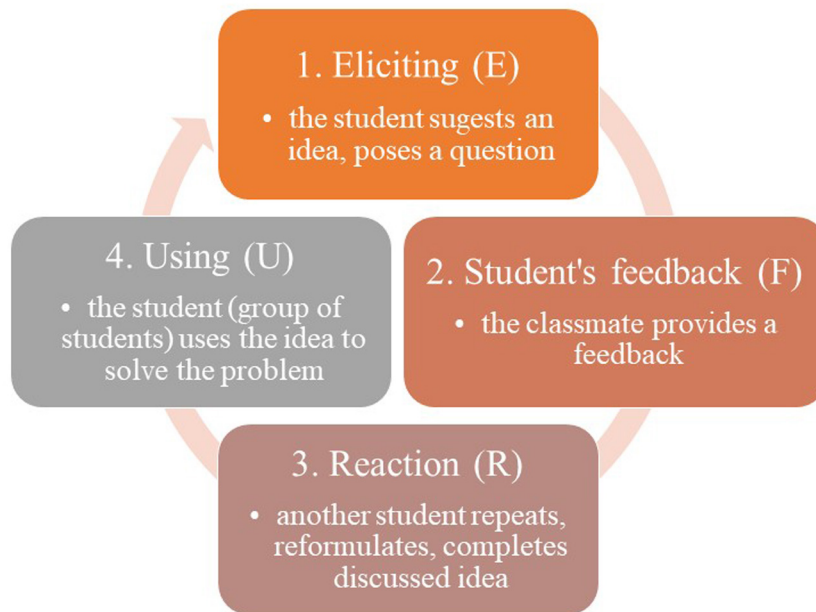 1. Eliciting (E)
• the student sugests an
idea, poses a question
2. Student's feedback (F)
• the classmate provides a
feedback
3. Reaction (R)
• another student repeats,
reformulates, completes
discussed idea
4. Using (U)
• the student (group of
students) uses the idea to
solve the problem